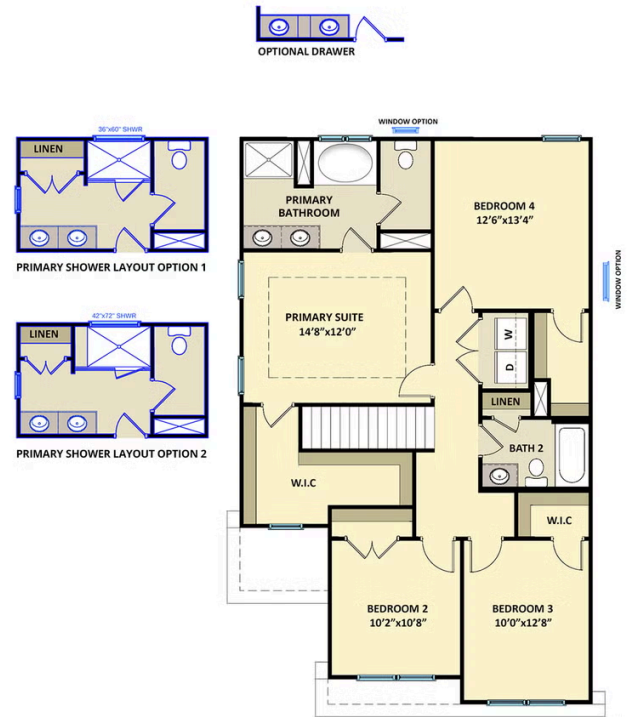 OPTIONAL DRAWER
WINDOW OPTION
36"x60" SHWR
LINEN
PRIMARY SHOWER LAYOUT OPTION 1
42"x72" SHWR
LINEN
PRIMARY SHOWER LAYOUT OPTION 2
PRIMARY
BATHROOM
BEDROOM 4
12'6"x13'4"
WINDOW OPTION
PRIMARY SUITE
14'8"x12'0"
W
D
LINEN
BATH 2
W.I.C
W.I.C
BEDROOM 2
10'2"x10'8"
BEDROOM 3
10'0"x12'8"